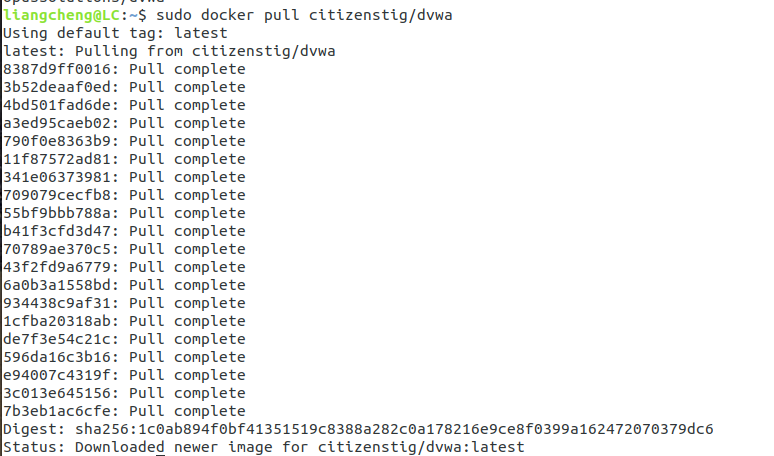 liangcheng@LC:~$ sudo docker pull citizenstig/dvwa
Using default tag: latest
latest: Pulling from citizenstig/dvwa
8387d9ff0016: Pull complete
3b52deaaf0ed: Pull complete
4bd501fad6de: Pull complete
a3ed95caeb02: Pull complete
790f0e8363b9: Pull complete
11f87572ad81: Pull complete
341e06373981: Pull complete
709079cecfb8: Pull complete
55bf9bbb788a: Pull complete
b41f3cfd3d47: Pull complete
70789ae370c5: Pull complete
43f2fd9a6779: Pull complete
6a0b3a1558bd: Pull complete
934438c9af31: Pull complete
1cfba20318ab: Pull complete
de7f3e54c21c: Pull complete
596da16c3b16: Pull complete
e94007c4319f: Pull complete
3c013e645156: Pull complete
7b3eb1ac6cfe: Pull complete
Digest: sha256:1c0ab894f0bf41351519c8388a282c0a178216e9ce8f0399a162472070379dc6
Status: Downloaded newer image for citizenstig/dvwa:latest